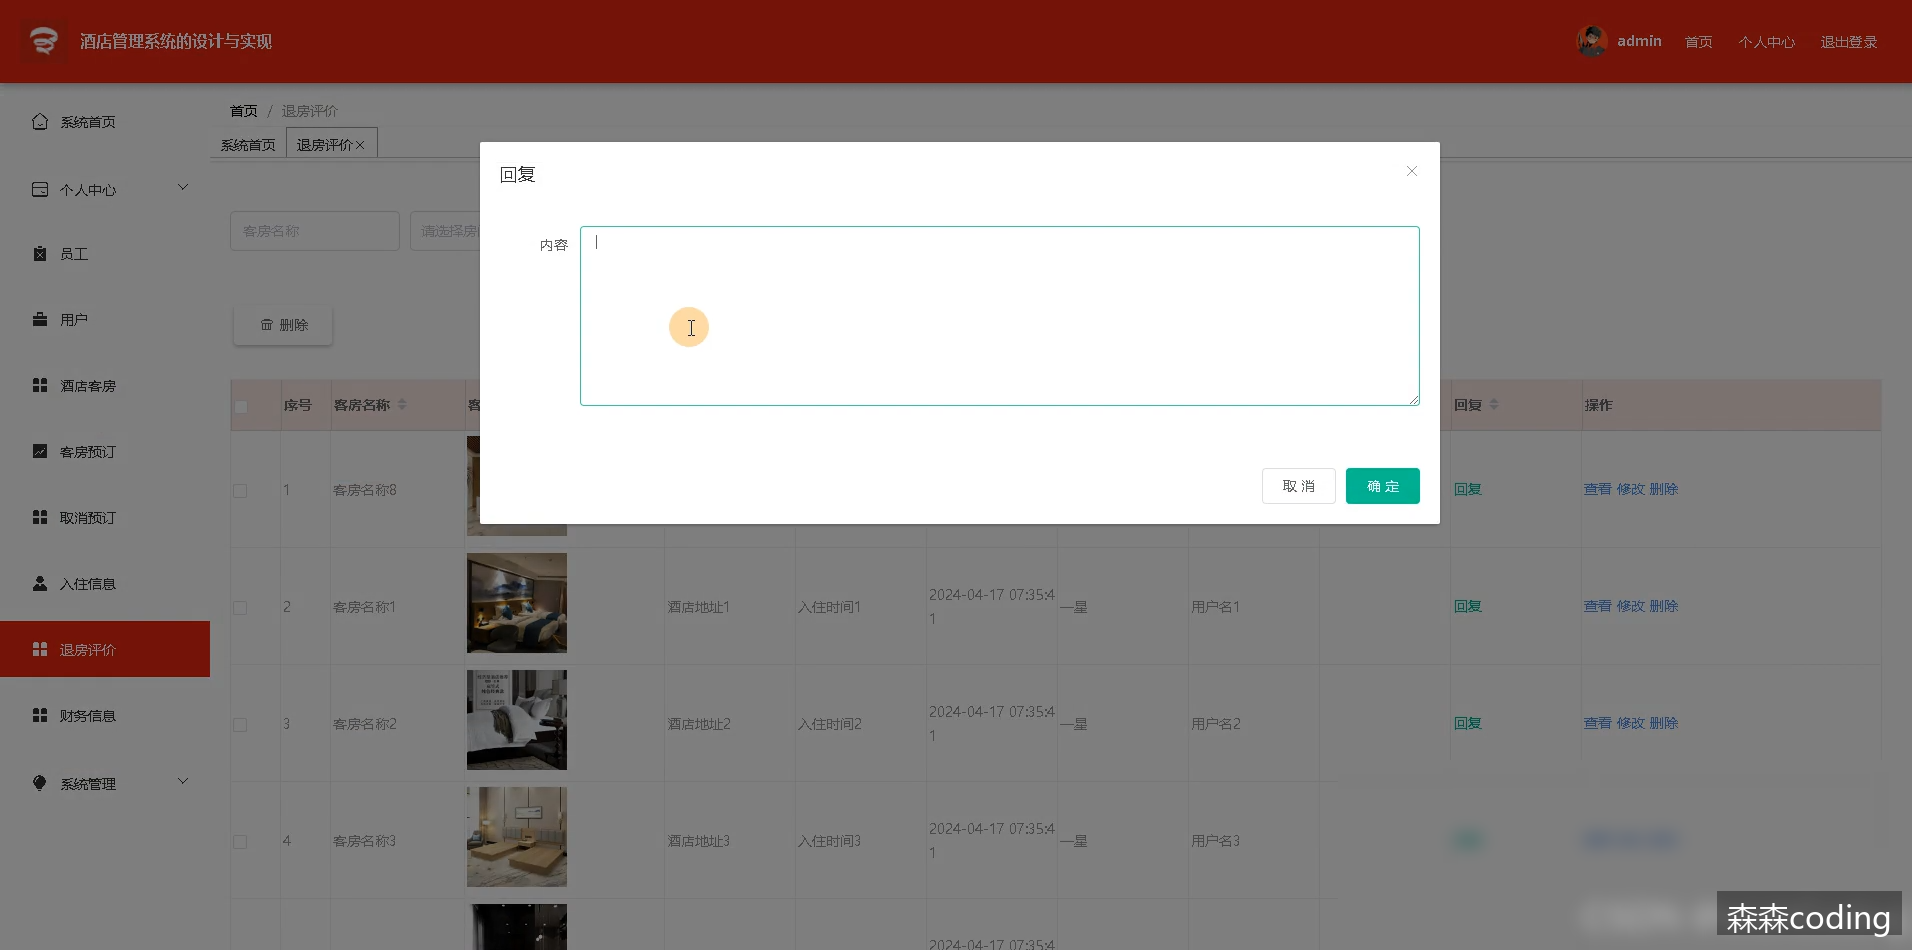 酒店管理系统的设计与实现
admin 首页 个人中心 退出登录
系统首页
个人中心
员工
用户
酒店客房
客房预订
取消预订
入住信息
退房评价
财务信息
系统管理
首页 / 退房评价
系统首页 退房评价×
客房名称 请选择房
删除
回复
内容
取 消 确 定
序号 客房名称 客 回复 操作
1 客房名称8 回复 查看 修改 删除
2 客房名称1 酒店地址1 入住时间1 2024-04-17 07:35:4
1 一星 用户名1 回复 查看 修改 删除
3 客房名称2 酒店地址2 入住时间2 2024-04-17 07:35:4
1 一星 用户名2 回复 查看 修改 删除
4 客房名称3 酒店地址3 入住时间3 2024-04-17 07:35:4
1 一星 用户名3
2024-04-17 07:35:4
森森coding